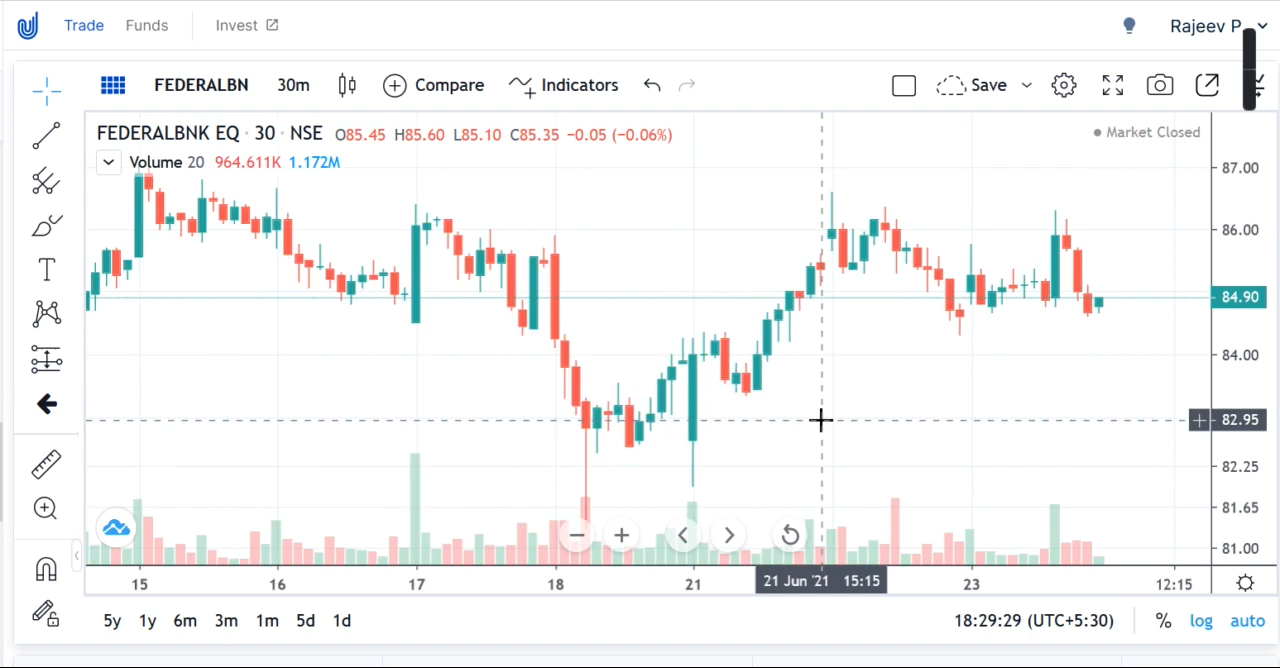 Trade Funds Invest Rajeev P
FEDERALBN 30m Compare Indicators Save
FEDERALBNK EQ · 30 · NSE O85.45 H85.60 L85.10 C85.35 −0.05 (−0.06%) Market Closed
Volume 20 964.611K 1.172M
87.00
86.00
84.90
84.00
82.95
82.25
81.65
81.00
15 16 17 18 21 21 Jun '21 15:15 23 12:15
5y 1y 6m 3m 1m 5d 1d 18:29:29 (UTC+5:30) % log auto